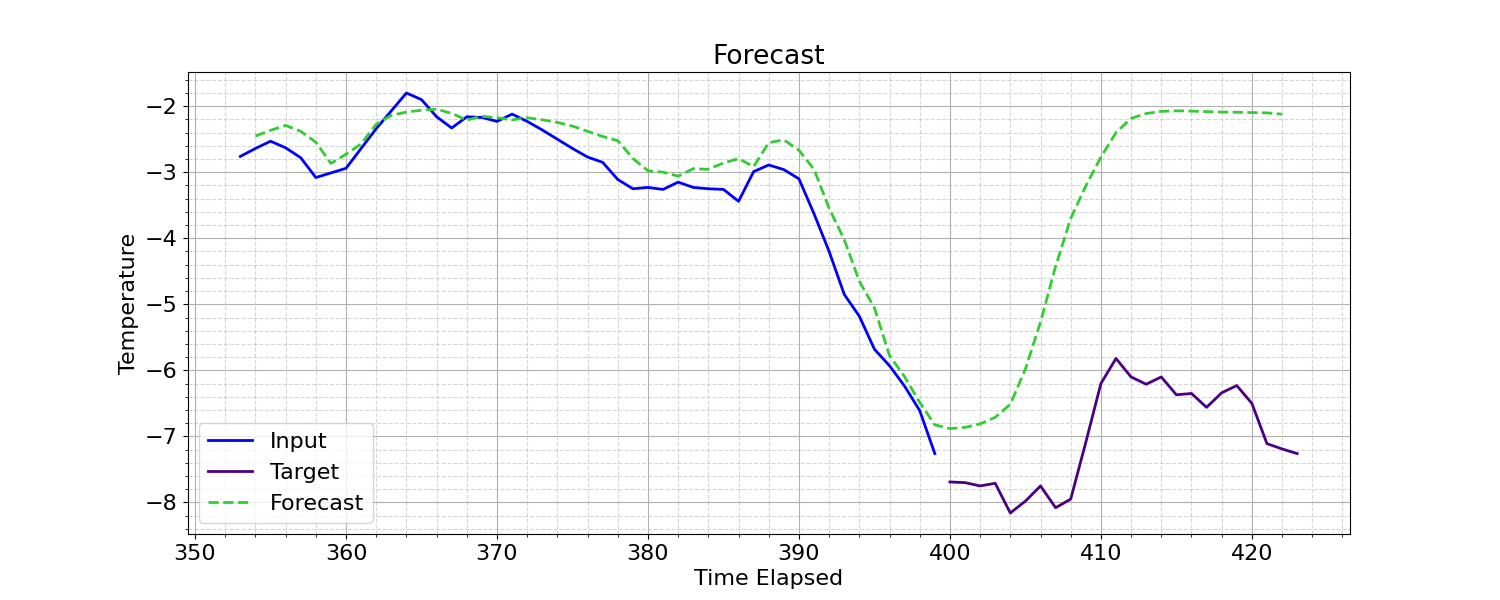 Forecast
Temperature
−2
−3
−4
−5
−6
−7
−8
Input
Target
Forecast
350 360 370 380 390 400 410 420
Time Elapsed